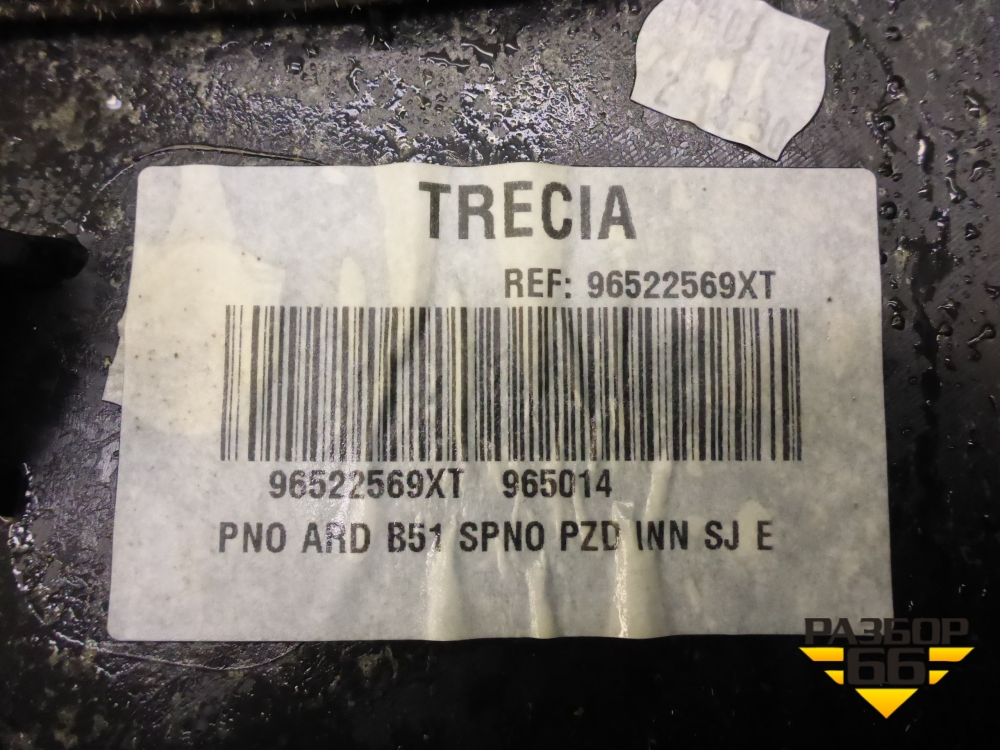 TRECIA
REF: 96522569XT
96522569XT 965014
PNO ARD B51 SPNO PZD INN SJ E
РАЗБОР
66